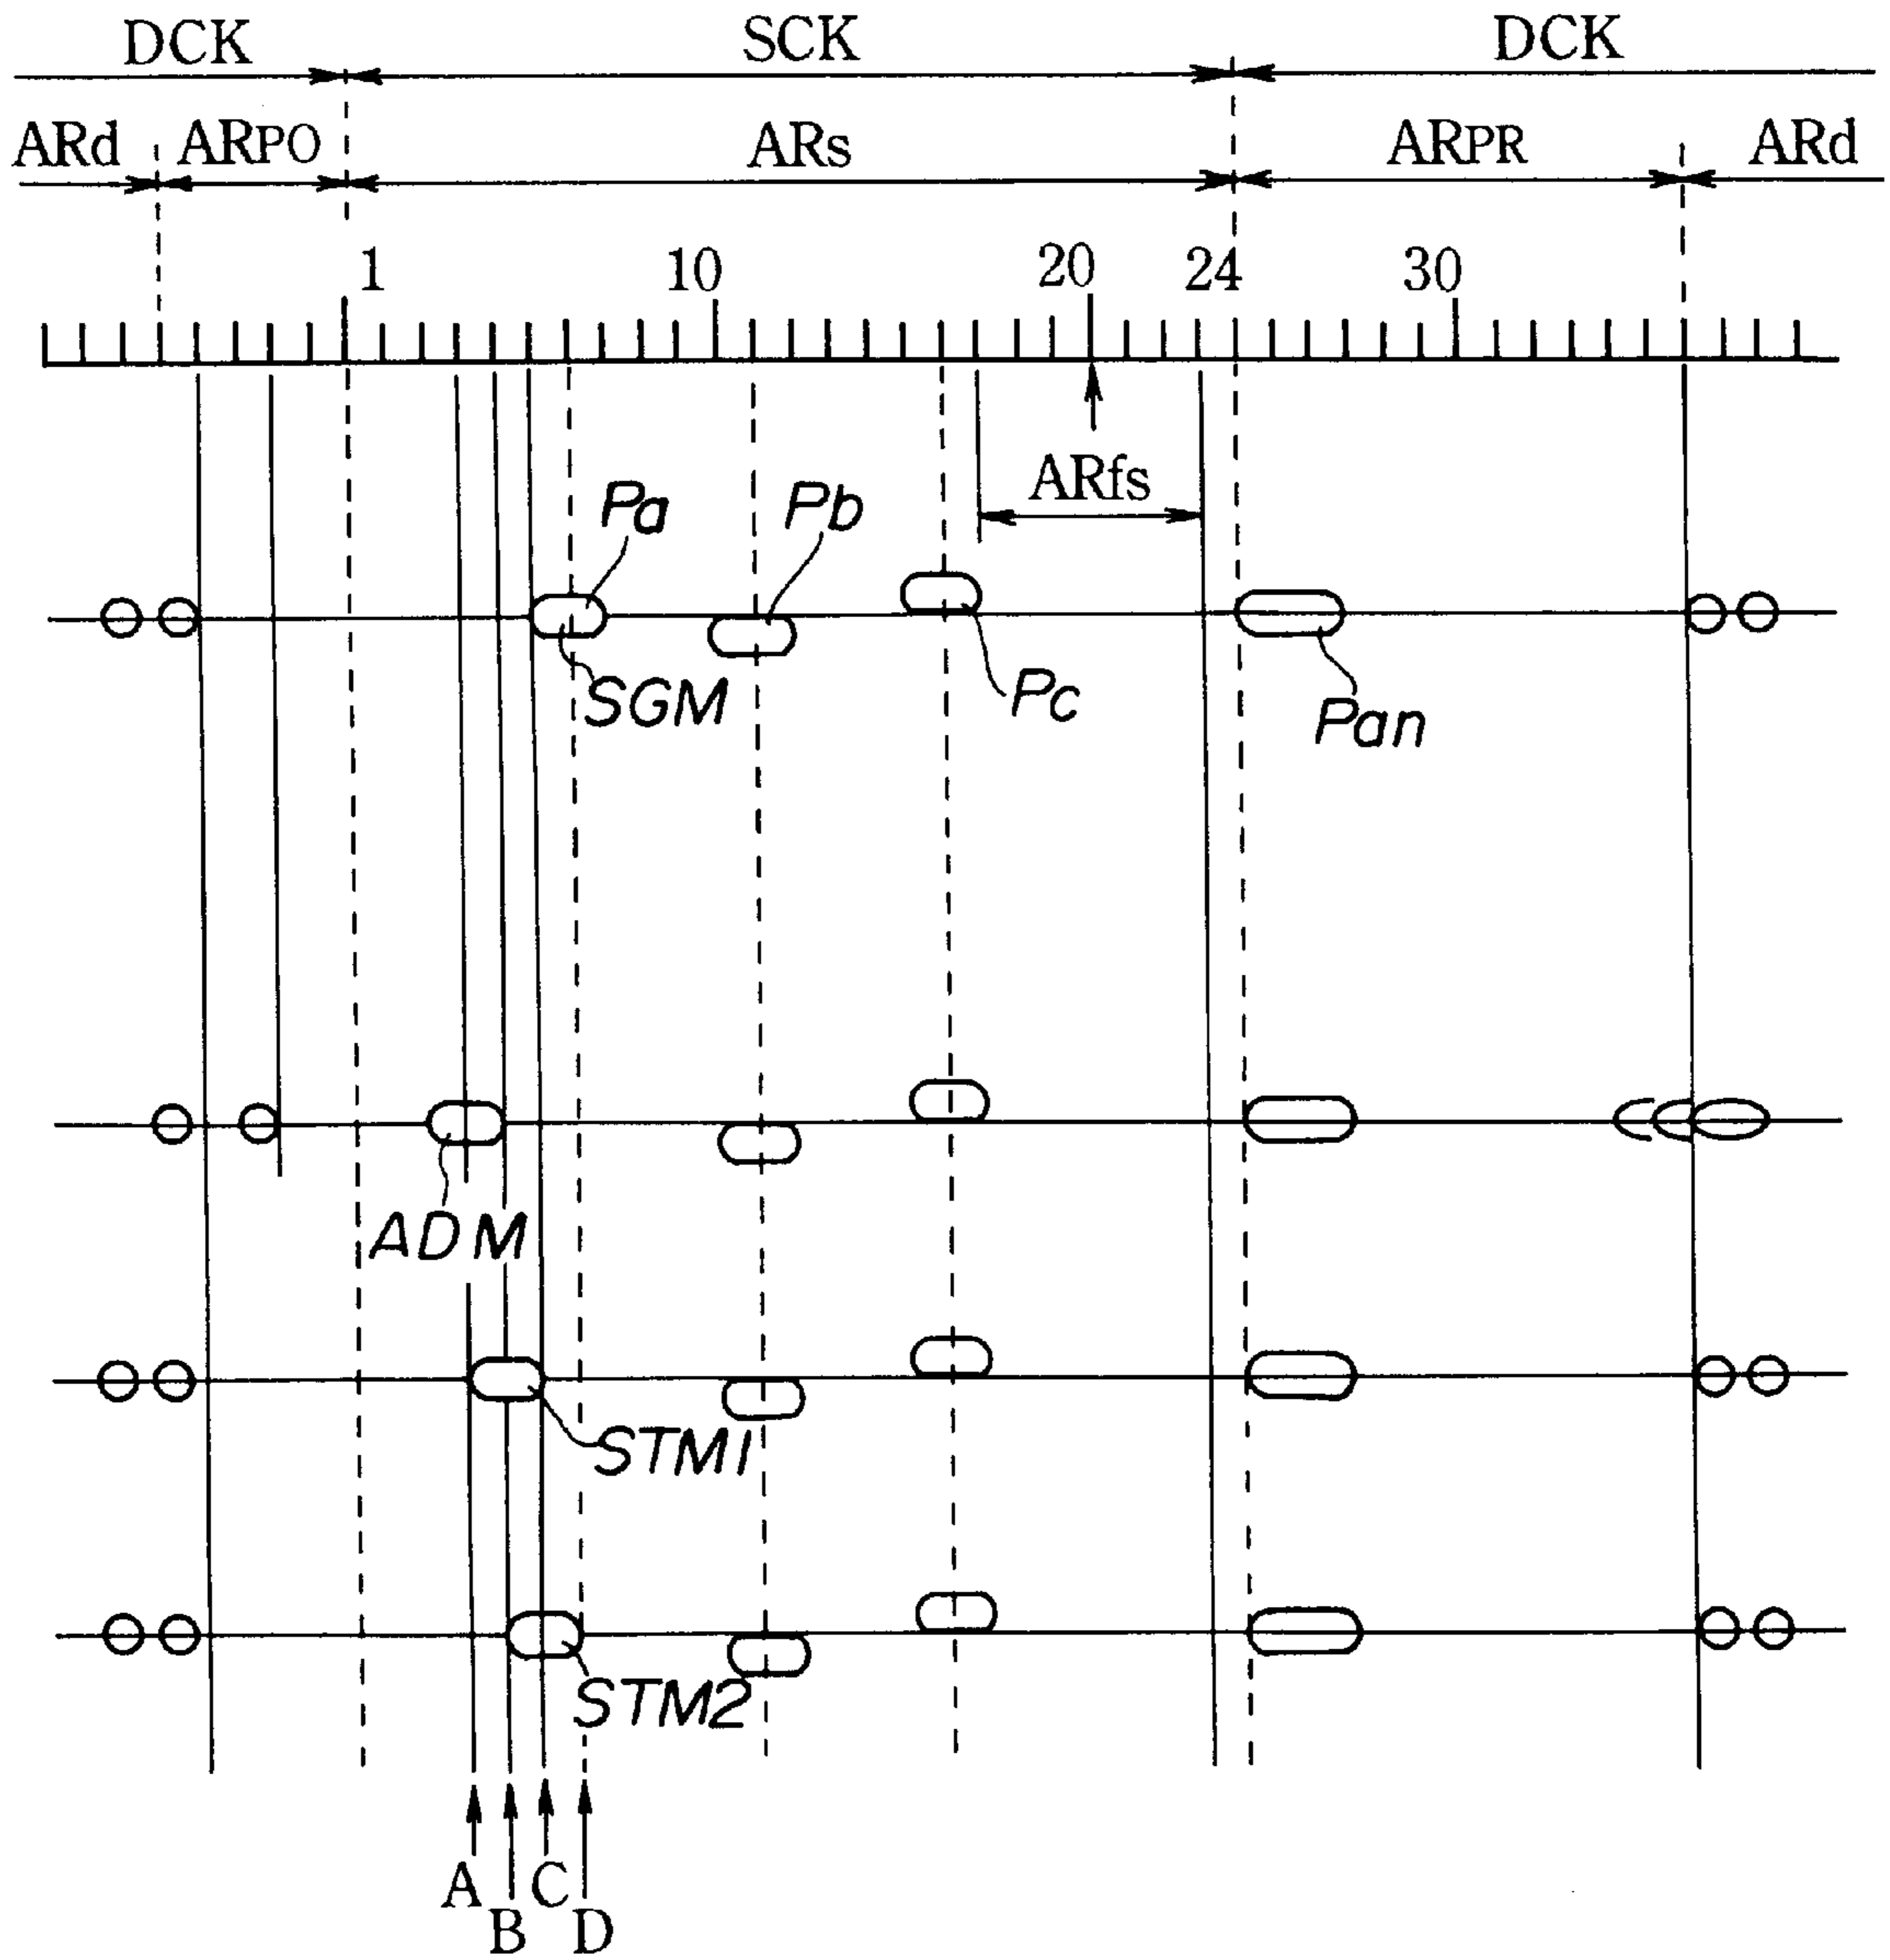 DCK SCK DCK
ARd ARPO ARs ARPR ARd
1 10 20 24 30
ARfs
Pa Pb
SGM Pc Pan
ADM
STM1
STM2
A C
B D